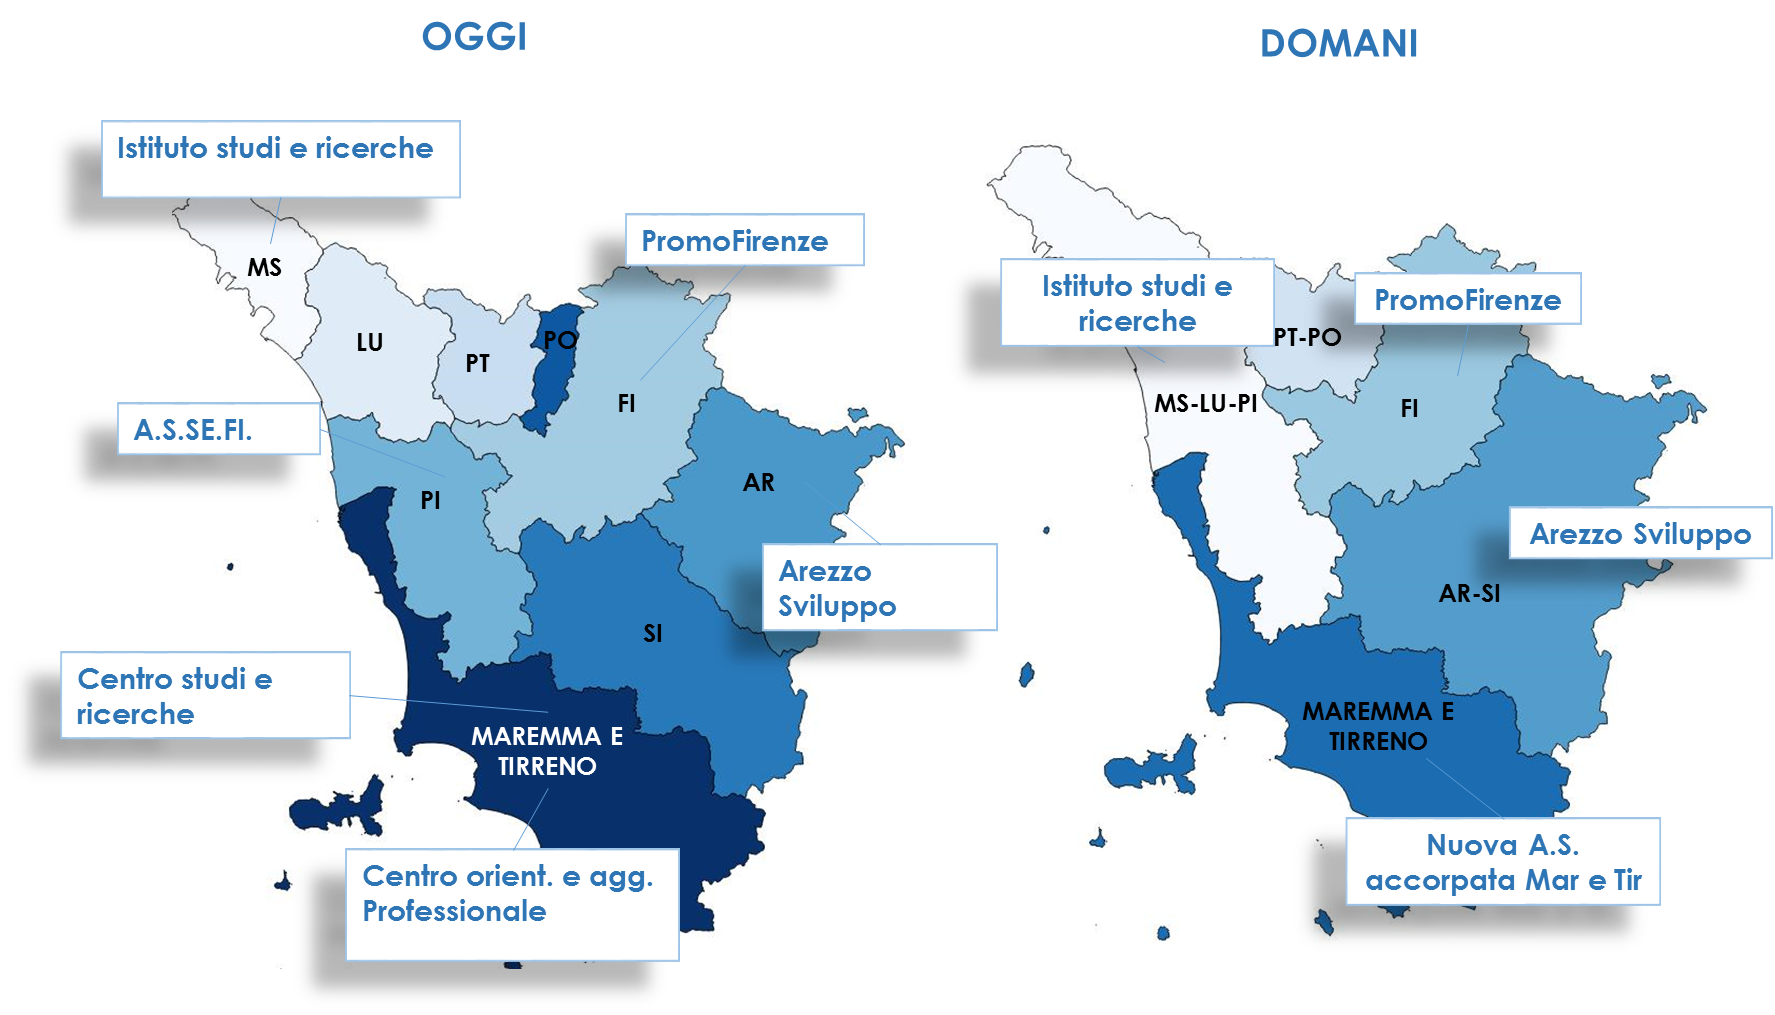 OGGI
Istituto studi e ricerche
PromoFirenze
MS
LU
PT
PO
FI
A.S.SE.FI.
AR
PI
Arezzo
Sviluppo
SI
Centro studi e
ricerche
MAREMMA E
TIRRENO
Centro orient. e agg.
Professionale
DOMANI
Istituto studi e
ricerche
PromoFirenze
PT-PO
MS-LU-PI
FI
Arezzo Sviluppo
AR-SI
MAREMMA E
TIRRENO
Nuova A.S.
accorpata Mar e Tir